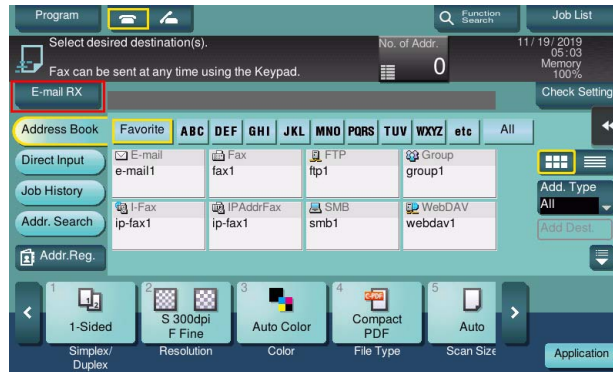 Program
Function Search
Job List
Select desired destination(s).
Fax can be sent at any time using the Keypad.
No. of Addr.
0
11/19/2019
05:03
Memory
100%
E-mail RX
Check Setting
Address Book
Favorite ABC DEF GHI JKL MNO PQRS TUV WXYZ etc All
Direct Input
Job History
Addr. Search
Addr.Reg.
E-mail
e-mail1
Fax
fax1
FTP
ftp1
Group
group1
I-Fax
ip-fax1
IPAddrFax
ip-fax1
SMB
smb1
WebDAV
webdav1
Add. Type
All
Add Dest.
1
1-Sided
Simplex/
Duplex
2
S 300dpi
F Fine
Resolution
3
Auto Color
Color
4
C-PDF
Compact
PDF
File Type
5
Auto
Scan Size
Application